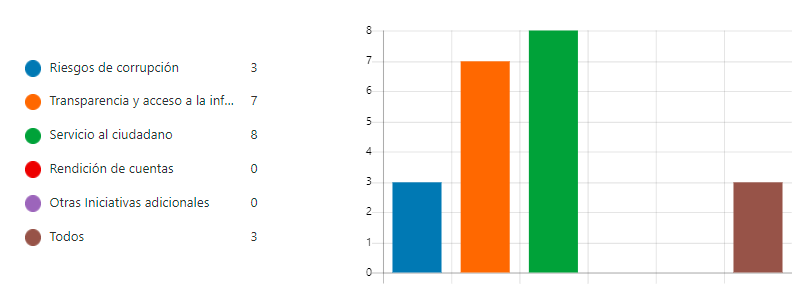 Riesgos de corrupción 3
Transparencia y acceso a la inf... 7
Servicio al ciudadano 8
Rendición de cuentas 0
Otras Iniciativas adicionales 0
Todos 3
8
7
6
5
4
3
2
1
0